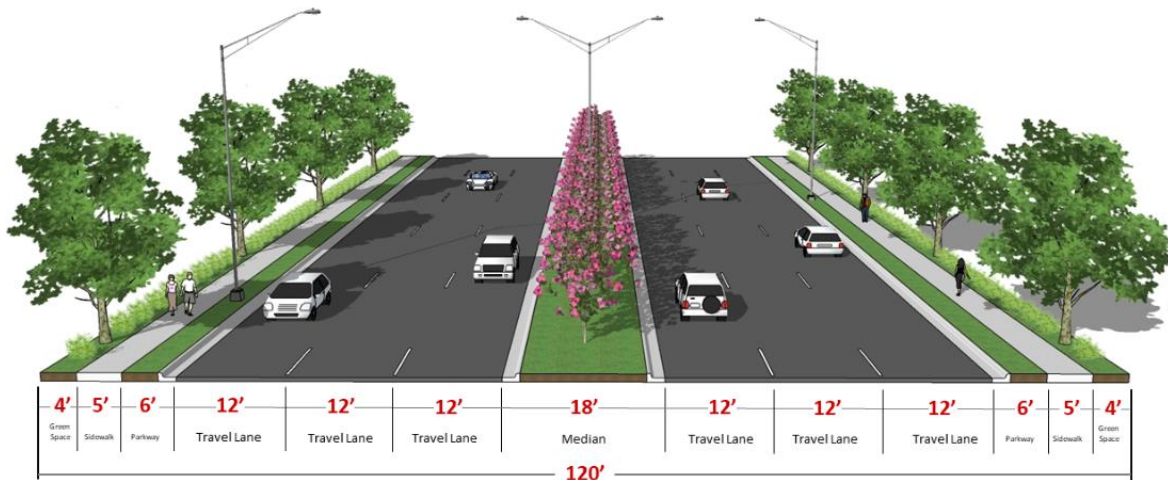 4’ 5’ 6’ 12’ 12’ 12’ 18’ 12’ 12’ 12’ 6’ 5’ 4’
Green Space Sidewalk Parkway Travel Lane Travel Lane Travel Lane Median Travel Lane Travel Lane Travel Lane Parkway Sidewalk Green Space
120’